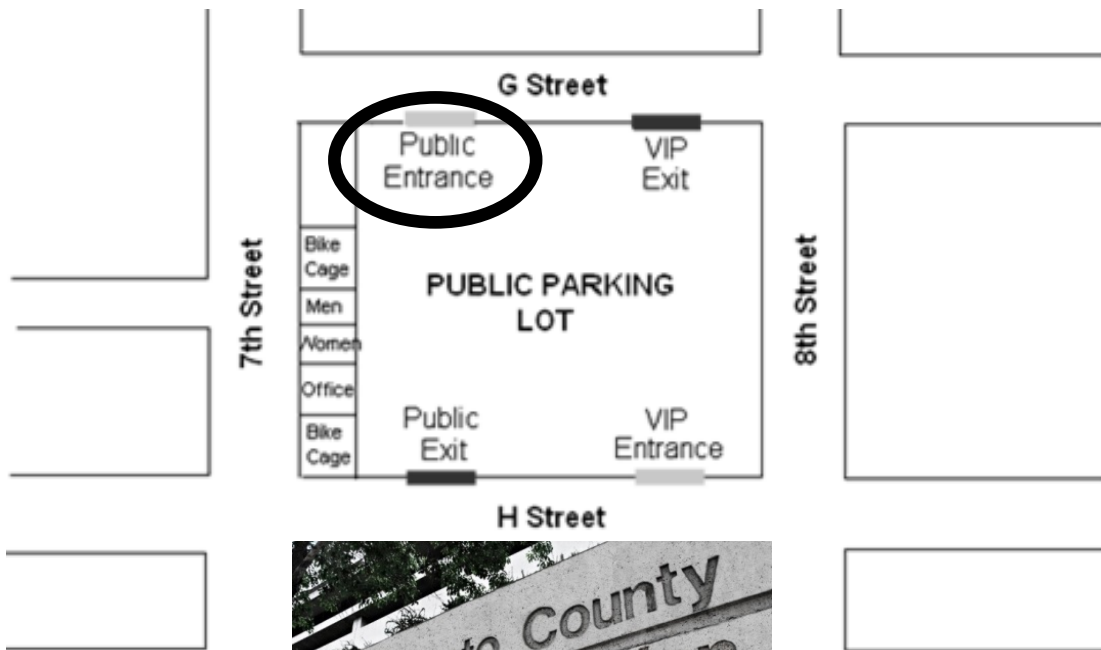 G Street
Public
Entrance
VIP
Exit
Bike
Cage
Men
Women
Office
Bike
Cage
7th Street
PUBLIC PARKING
LOT
8th Street
Public
Exit
VIP
Entrance
H Street
County